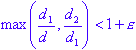 max(d₁/d, d₂/d₁) < 1 + ε